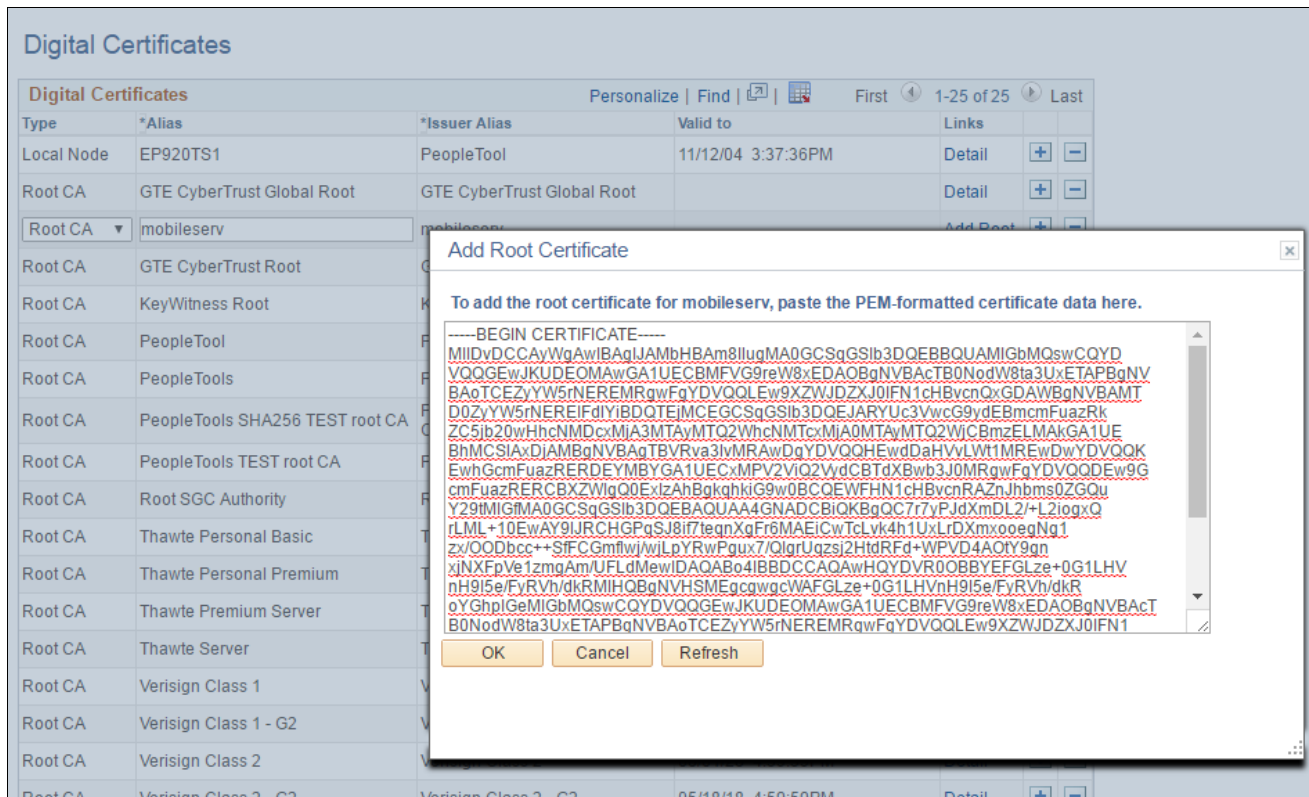 Digital Certificates
Digital Certificates Personalize | Find | | First 1-25 of 25 Last
Type *Alias *Issuer Alias Valid to Links
Local Node EP920TS1 PeopleTool 11/12/04 3:37:36PM Detail
Root CA GTE CyberTrust Global Root GTE CyberTrust Global Root Detail
Root CA mobileserv mobileserv Add Root
Add Root Certificate
Root CA GTE CyberTrust Root
To add the root certificate for mobileserv, paste the PEM-formatted certificate data here.
Root CA KeyWitness Root
Root CA PeopleTool
Root CA PeopleTools
Root CA PeopleTools SHA256 TEST root CA
Root CA PeopleTools TEST root CA
Root CA Root SGC Authority
Root CA Thawte Personal Basic
Root CA Thawte Personal Premium
Root CA Thawte Premium Server
Root CA Thawte Server
Root CA Verisign Class 1
Root CA Verisign Class 1 - G2
Root CA Verisign Class 2
-----BEGIN CERTIFICATE-----
MIIDvDCCAyWgAwIBAgIJAMbHBAm8IlugMA0GCSqGSIb3DQEBBQUAMIGbMQswCQYD
VQQGEwJKUDEOMAwGA1UECBMFVG9reW8xEDAOBgNVBAcTB0NodW8ta3UxETAPBgNV
BAoTCEZyYW5rNEREMRgwFgYDVQQLEw9XZWJDZXJ0IFN1cHBvcnQxGDAWBgNVBAMT
D0ZyYW5rNEREIFdlYiBDQTEjMCEGCSqGSIb3DQEJARYUc3VwcG9ydEBmcmFuazRk
ZC5jb20wHhcNMDcxMjA3MTAyMTQ2WhcNMTcxMjA0MTAyMTQ2WjCBmzELMAkGA1UE
BhMCSlAxDjAMBgNVBAgTBVRva3lvMRAwDgYDVQQHEwdDaHVvLWt1MREwDwYDVQQK
EwhGcmFuazRERDEYMBYGA1UECxMPV2ViQ2VydCBTdXBwb3J0MRgwFgYDVQQDEw9G
cmFuazRERCBXZWIgQ0ExIzAhBgkqhkiG9w0BCQEWFHN1cHBvcnRAZnJhbms0ZGQu
Y29tMIGfMA0GCSqGSIb3DQEBAQUAA4GNADCBiQKBgQC7r7yPJdXmDL2/+L2iogxQ
rLML+10EwAY9IJRCHGPgSJ8if7teqnXgFr6MAEiCwTcLvk4h1UxLrDXmxooegNg1
zx/OODbcc++SfFCGmflwj/wjLpYRwPgux7/QIgrUqzsj2HtdRFd+WPVD4AOtY9gn
xjNXFpVe1zmgAm/UFLdMewIDAQABo4IBBDCCAQAwHQYDVR0OBBYEFGLze+0G1LHV
nH9I5e/FyRVh/dkRMIHQBgNVHSMEgcgwgcWAFGLze+0G1LHVnH9I5e/FyRVh/dkR
oYGhpIGeMIGbMQswCQYDVQQGEwJKUDEOMAwGA1UECBMFVG9reW8xEDAOBgNVBAcT
B0NodW8ta3UxETAPBgNVBAoTCEZyYW5rNEREMRgwFgYDVQQLEw9XZWJDZXJ0IFN1
OK Cancel Refresh